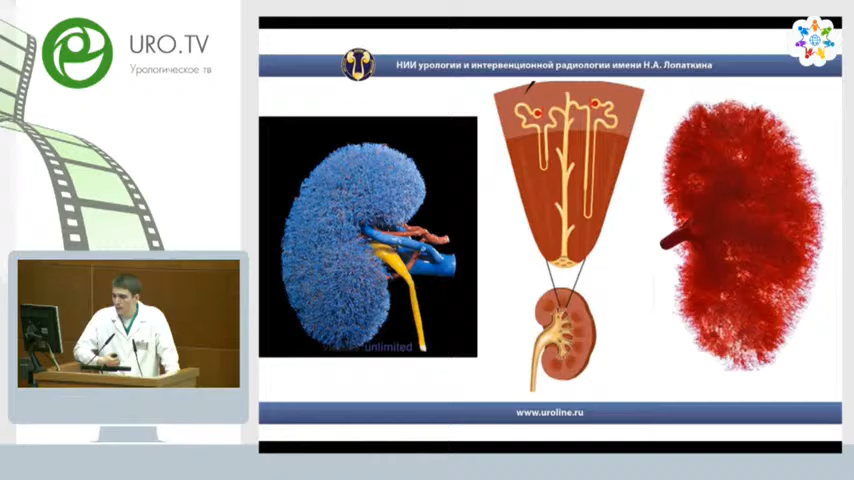 URO.TV
Урологическое тв
НИИ урологии и интервенционной радиологии имени Н.А. Лопаткина
unlimited
www.uroline.ru